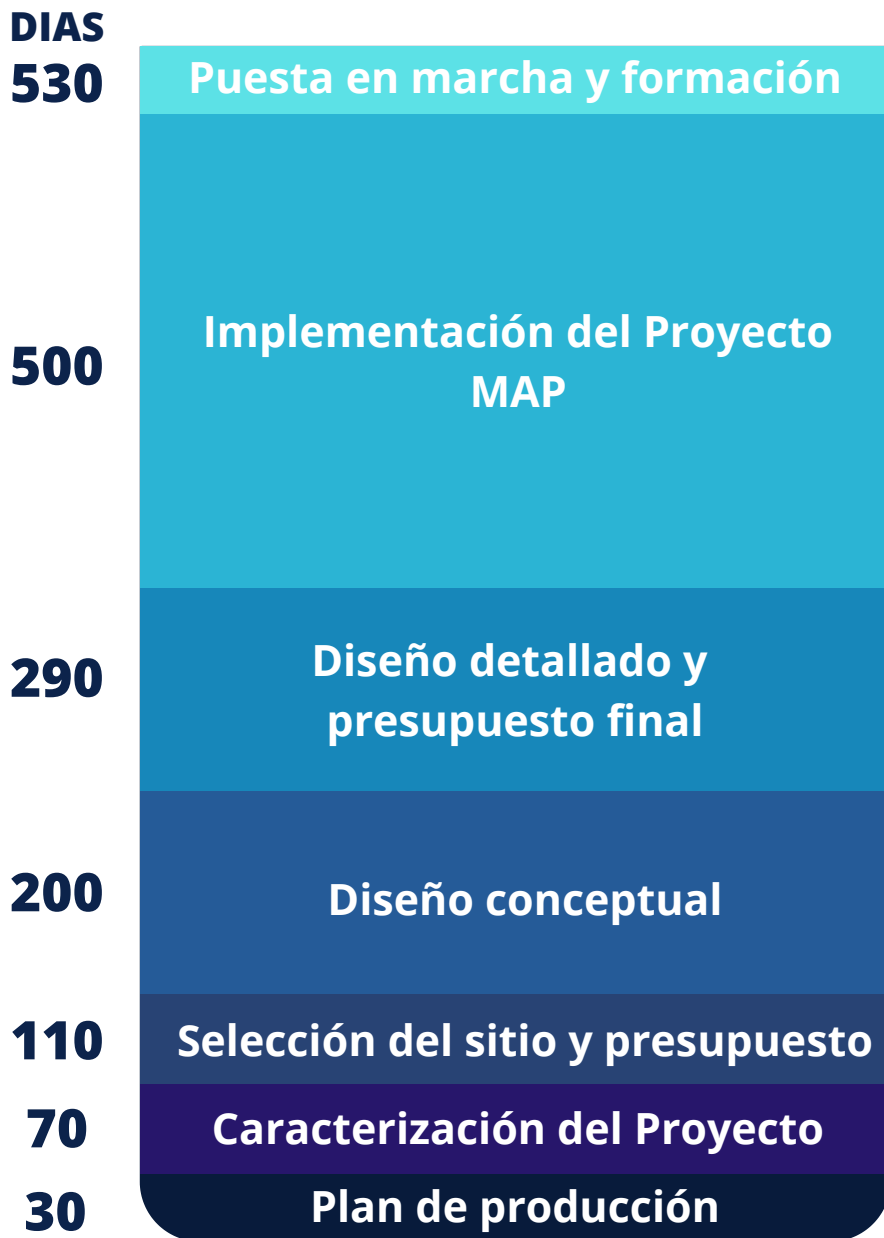 DIAS
530
Puesta en marcha y formación
500
Implementación del Proyecto
MAP
290
Diseño detallado y
presupuesto final
200
Diseño conceptual
110
Selección del sitio y presupuesto
70
Caracterización del Proyecto
30
Plan de producción